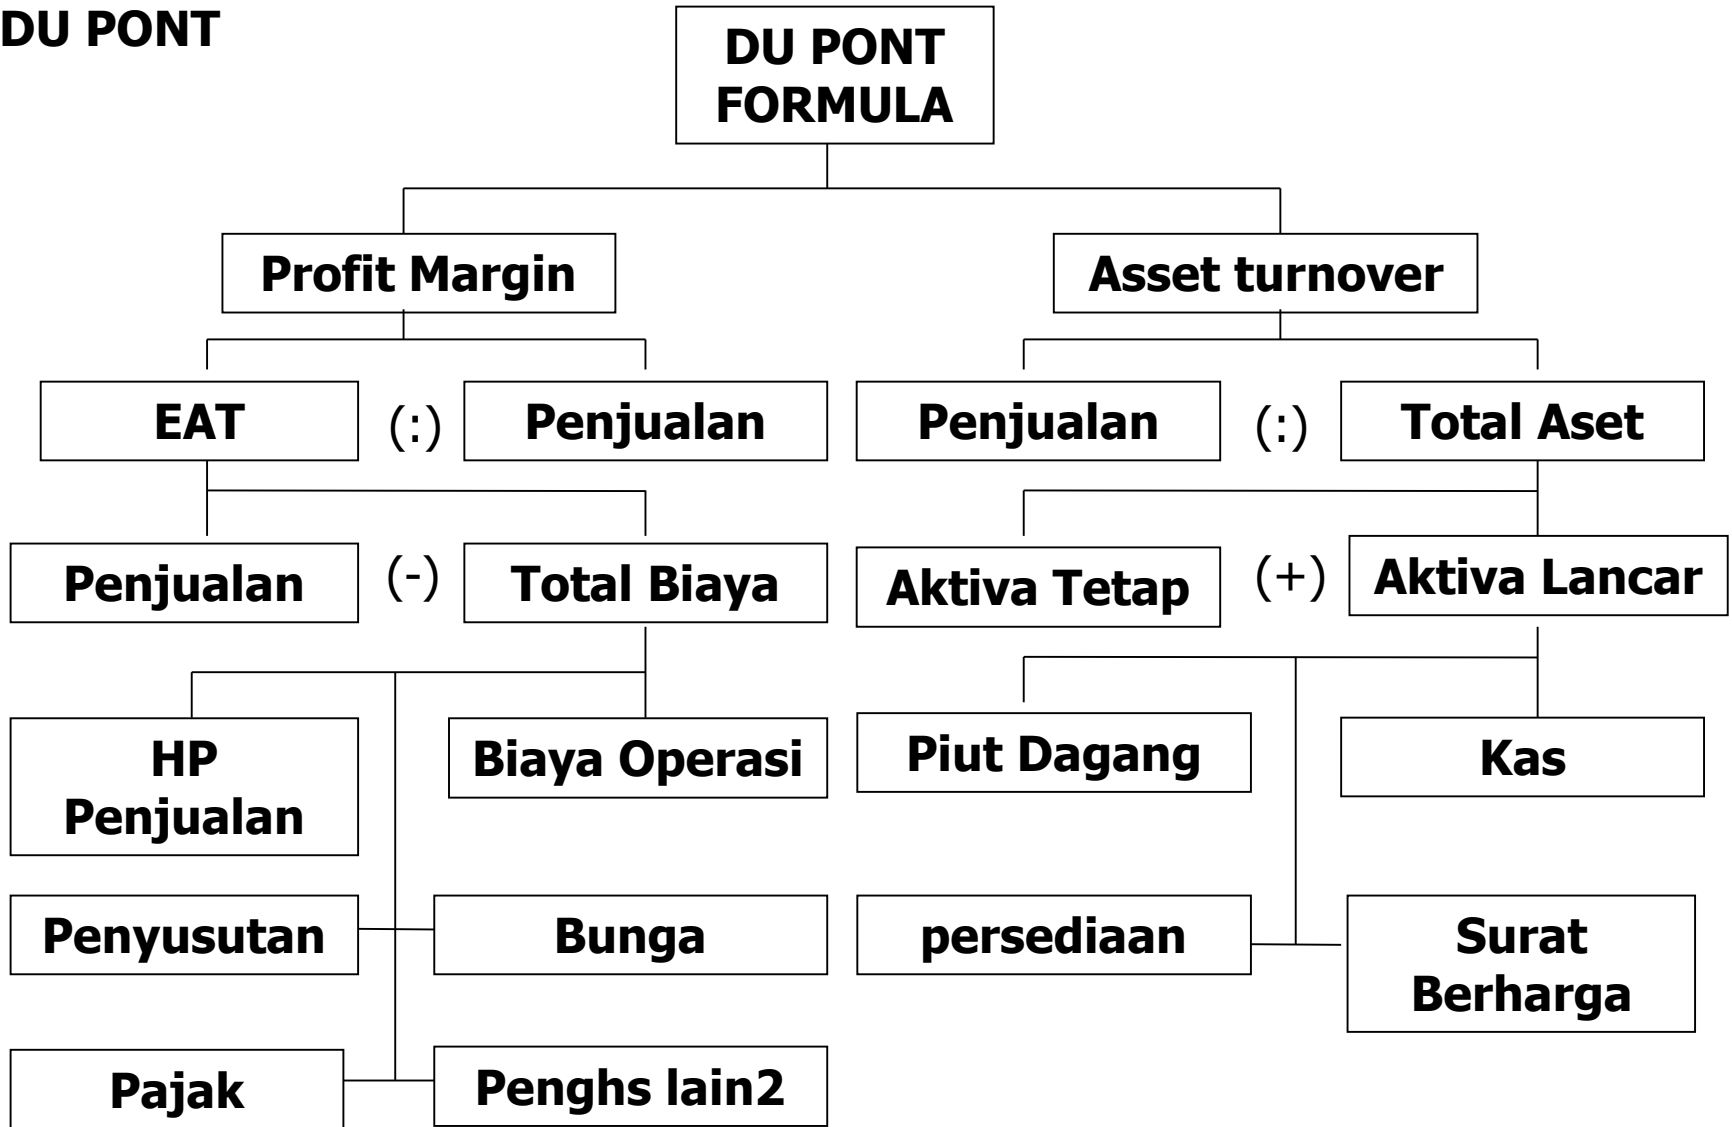 DU PONT
DU PONT
FORMULA
Profit Margin
Asset turnover
EAT
(:)
Penjualan
Penjualan
(:)
Total Aset
Penjualan
(-)
Total Biaya
Aktiva Tetap
(+)
Aktiva Lancar
HP
Penjualan
Biaya Operasi
Piut Dagang
Kas
Penyusutan
Bunga
persediaan
Surat
Berharga
Pajak
Penghs lain2